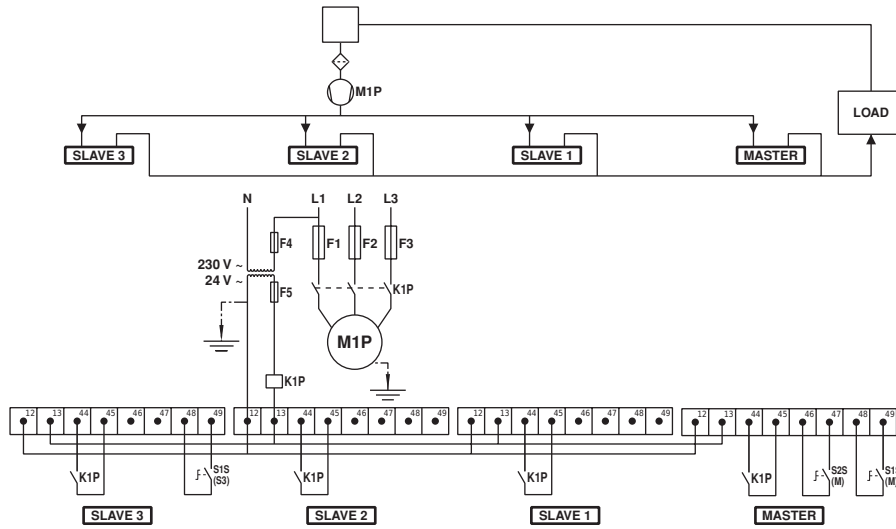 M1P
LOAD
SLAVE 3 SLAVE 2 SLAVE 1 MASTER
N L1 L2 L3
F4 F1 F2 F3
230 V ~
24 V ~
F5 K1P
M1P
K1P
12 13 44 45 46 47 48 49 12 13 44 45 46 47 48 49 12 13 44 45 46 47 48 49 12 13 44 45 46 47 48 49
K1P S1S K1P K1P K1P S2S
(S3) (M) (M)
SLAVE 3 SLAVE 2 SLAVE 1 MASTER